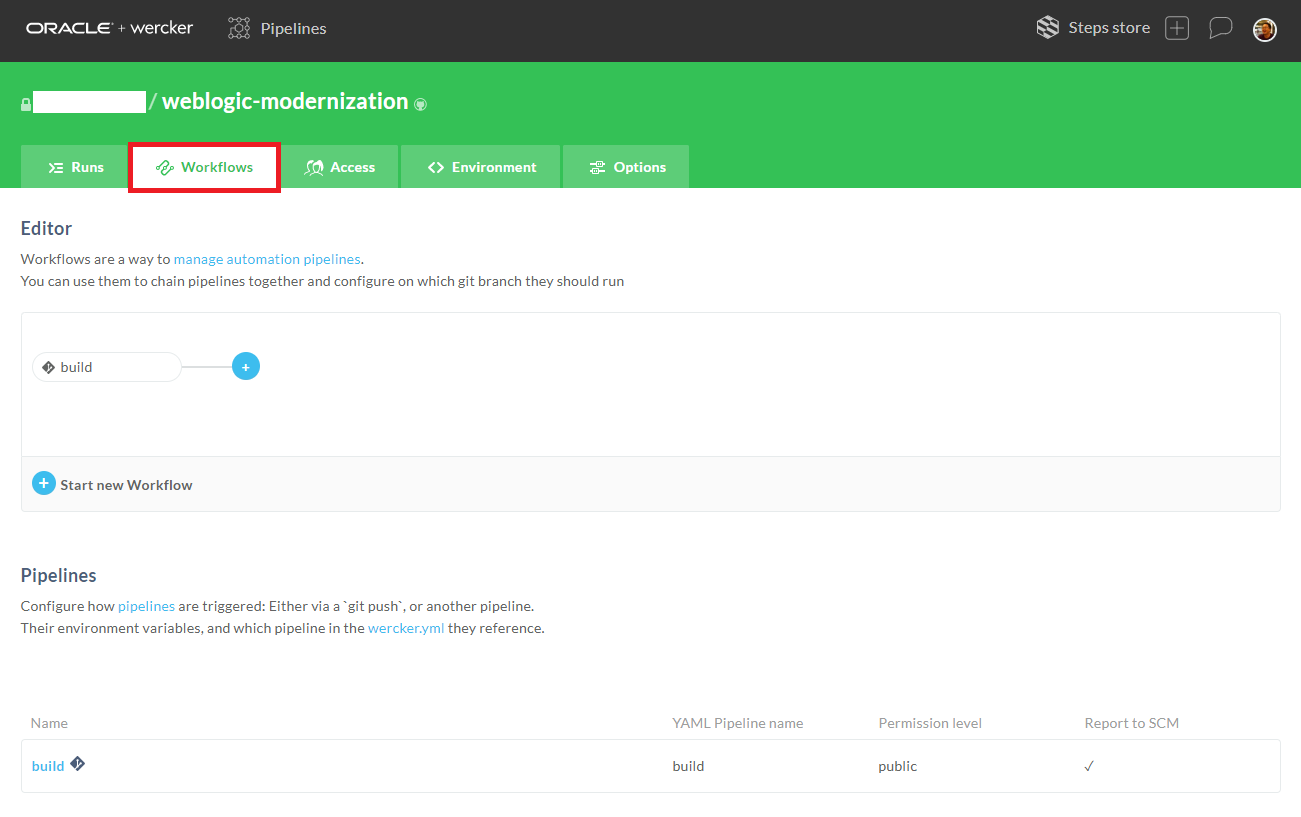 ORACLE + wercker Pipelines Steps store
/ weblogic-modernization
Runs Workflows Access Environment Options
Editor
Workflows are a way to manage automation pipelines.
You can use them to chain pipelines together and configure on which git branch they should run
build +
+ Start new Workflow
Pipelines
Configure how pipelines are triggered: Either via a `git push`, or another pipeline.
Their environment variables, and which pipeline in the wercker.yml they reference.
Name YAML Pipeline name Permission level Report to SCM
build build public ✓